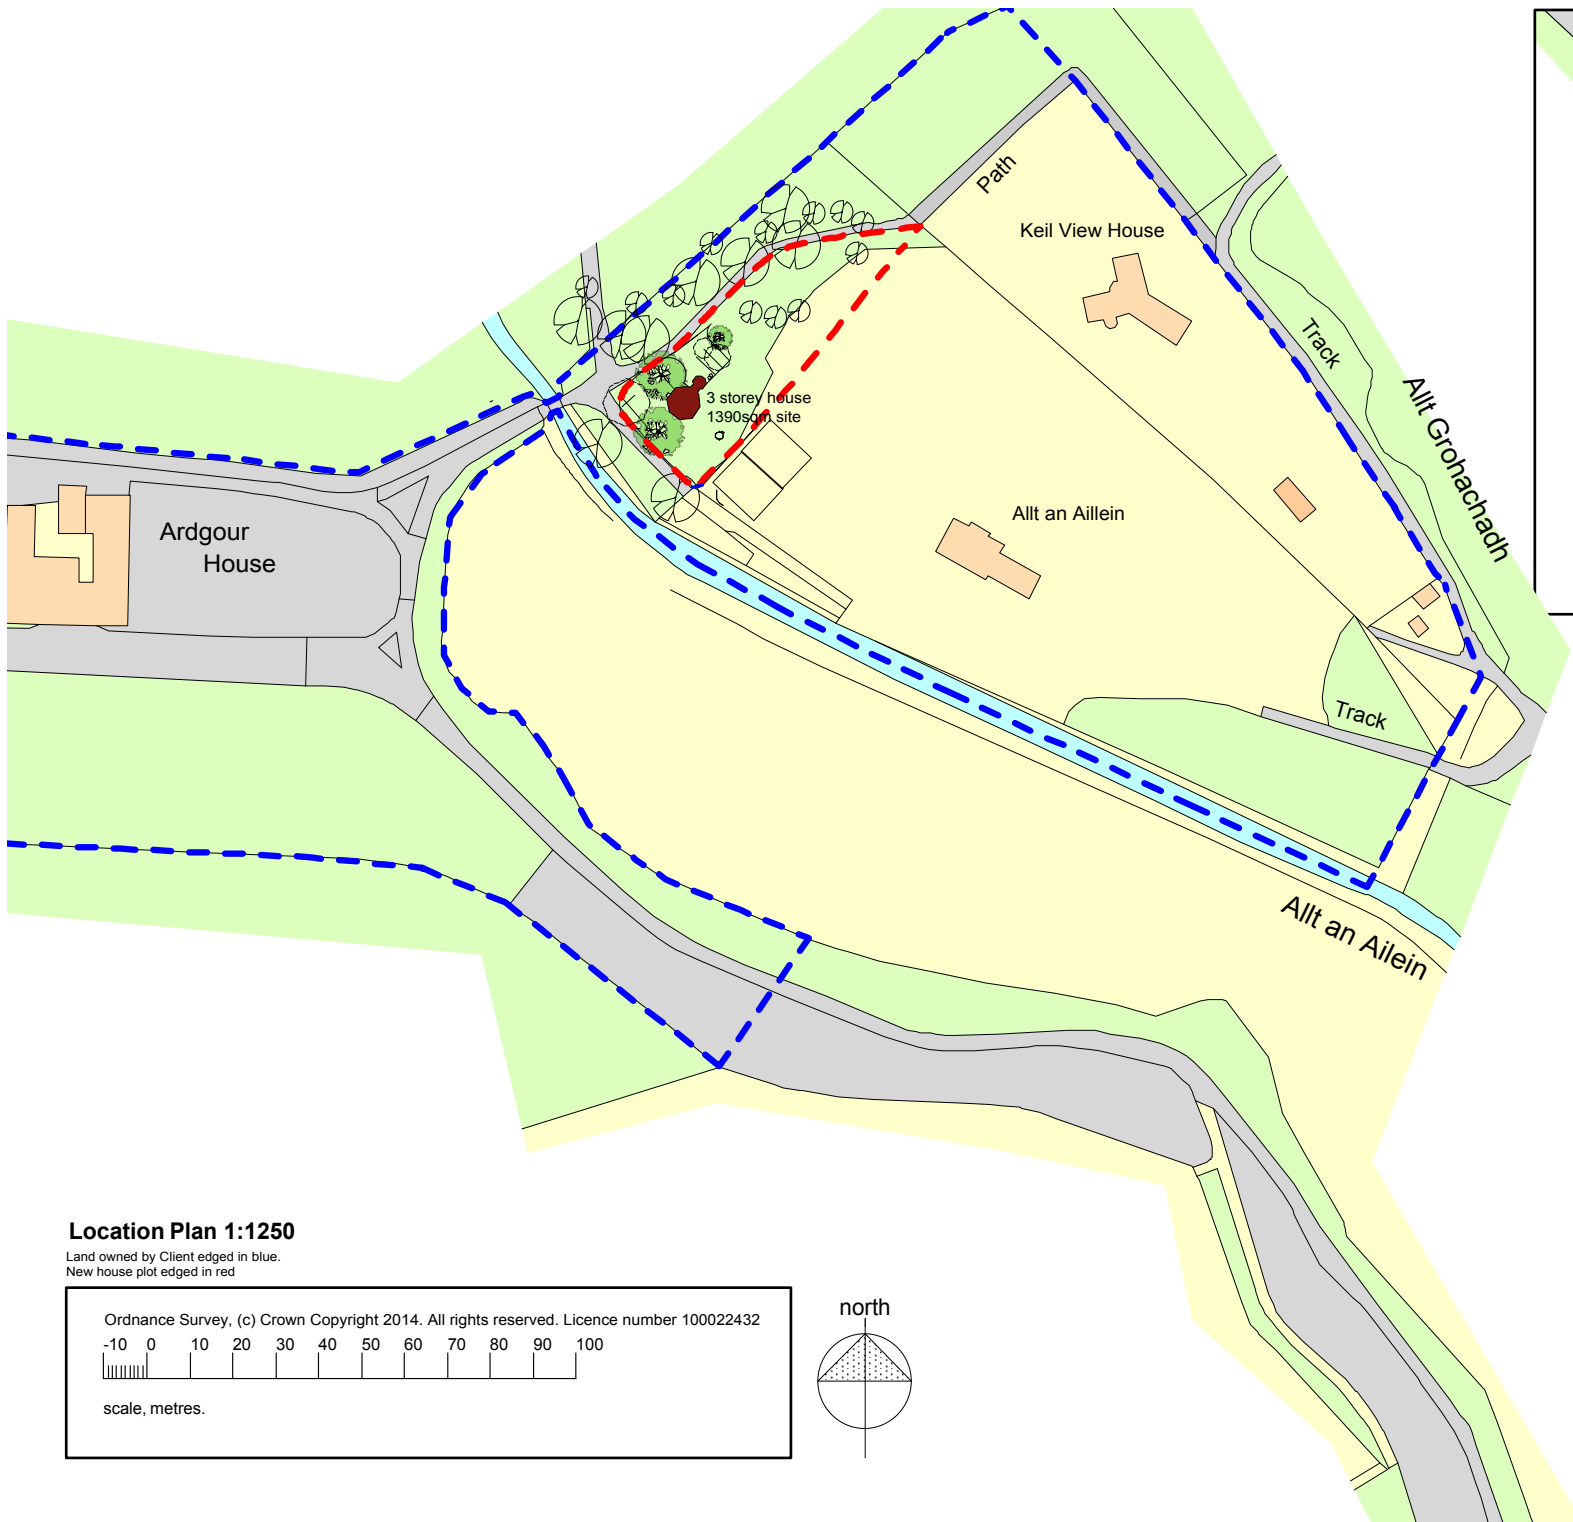 Path
Keil View House
Track
Allt Grohachadh
3 storey house
1390sqm site
Ardgour
House
Allt an Aillein
Track
Allt an Ailein
Location Plan 1:1250
Land owned by Client edged in blue.
New house plot edged in red
Ordnance Survey, (c) Crown Copyright 2014. All rights reserved. Licence number 100022432
-10 0 10 20 30 40 50 60 70 80 90 100
scale, metres.
north